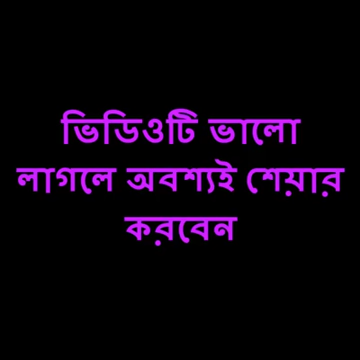 ভিডিওটি ভালো
লাগলে অবশ্যই শেয়ার
করবেন